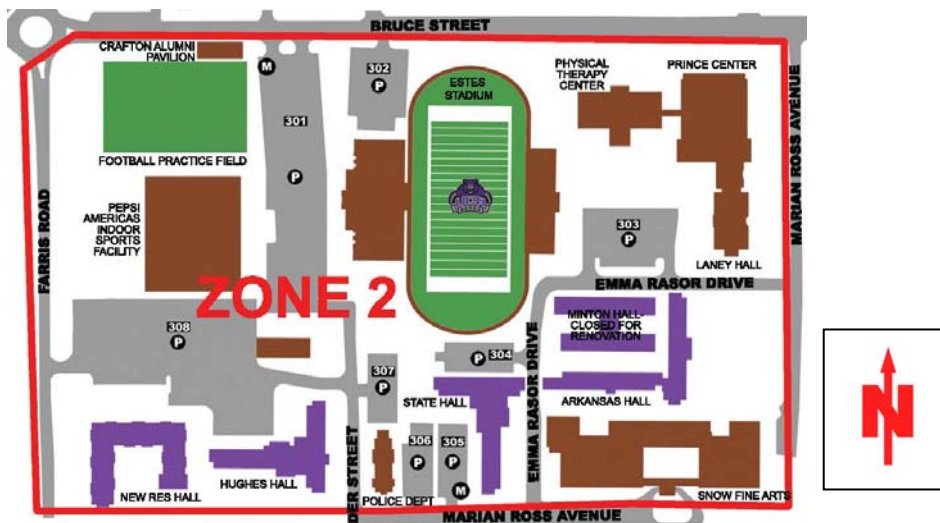 BRUCE STREET
CRAFTON ALUMNI
PAVILION
M
302
P
ESTES
STADIUM
PHYSICAL
THERAPY
CENTER
PRINCE CENTER
MARIAN ROSS AVENUE
301
P
FOOTBALL PRACTICE FIELD
PEPSI
AMERICAS
INDOOR
SPORTS
FACILITY
FARRIS ROAD
303
P
LANEY HALL
EMMA RASOR DRIVE
ZONE 2
MINTON HALL-
CLOSED FOR
RENOVATION
308
P
304
P
EMMA RASOR DRIVE
307
P
STATE HALL
ARKANSAS HALL
306
P
305
P
M
DER STREET
NEW RES HALL
HUGHES HALL
POLICE DEPT
SNOW FINE ARTS
MARIAN ROSS AVENUE
N